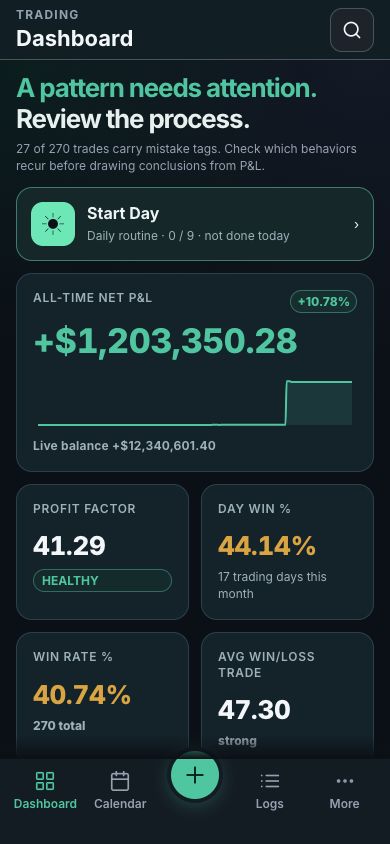 TRADING
Dashboard
A pattern needs attention.
Review the process.
27 of 270 trades carry mistake tags. Check which behaviors
recur before drawing conclusions from P&L.
Start Day
Daily routine · 0 / 9 · not done today
›
ALL-TIME NET P&L
+10.78%
+$1,203,350.28
Live balance +$12,340,601.40
PROFIT FACTOR
41.29
HEALTHY
DAY WIN %
44.14%
17 trading days this
month
WIN RATE %
40.74%
270 total
AVG WIN/LOSS
TRADE
47.30
strong
Dashboard
Calendar
Logs
More